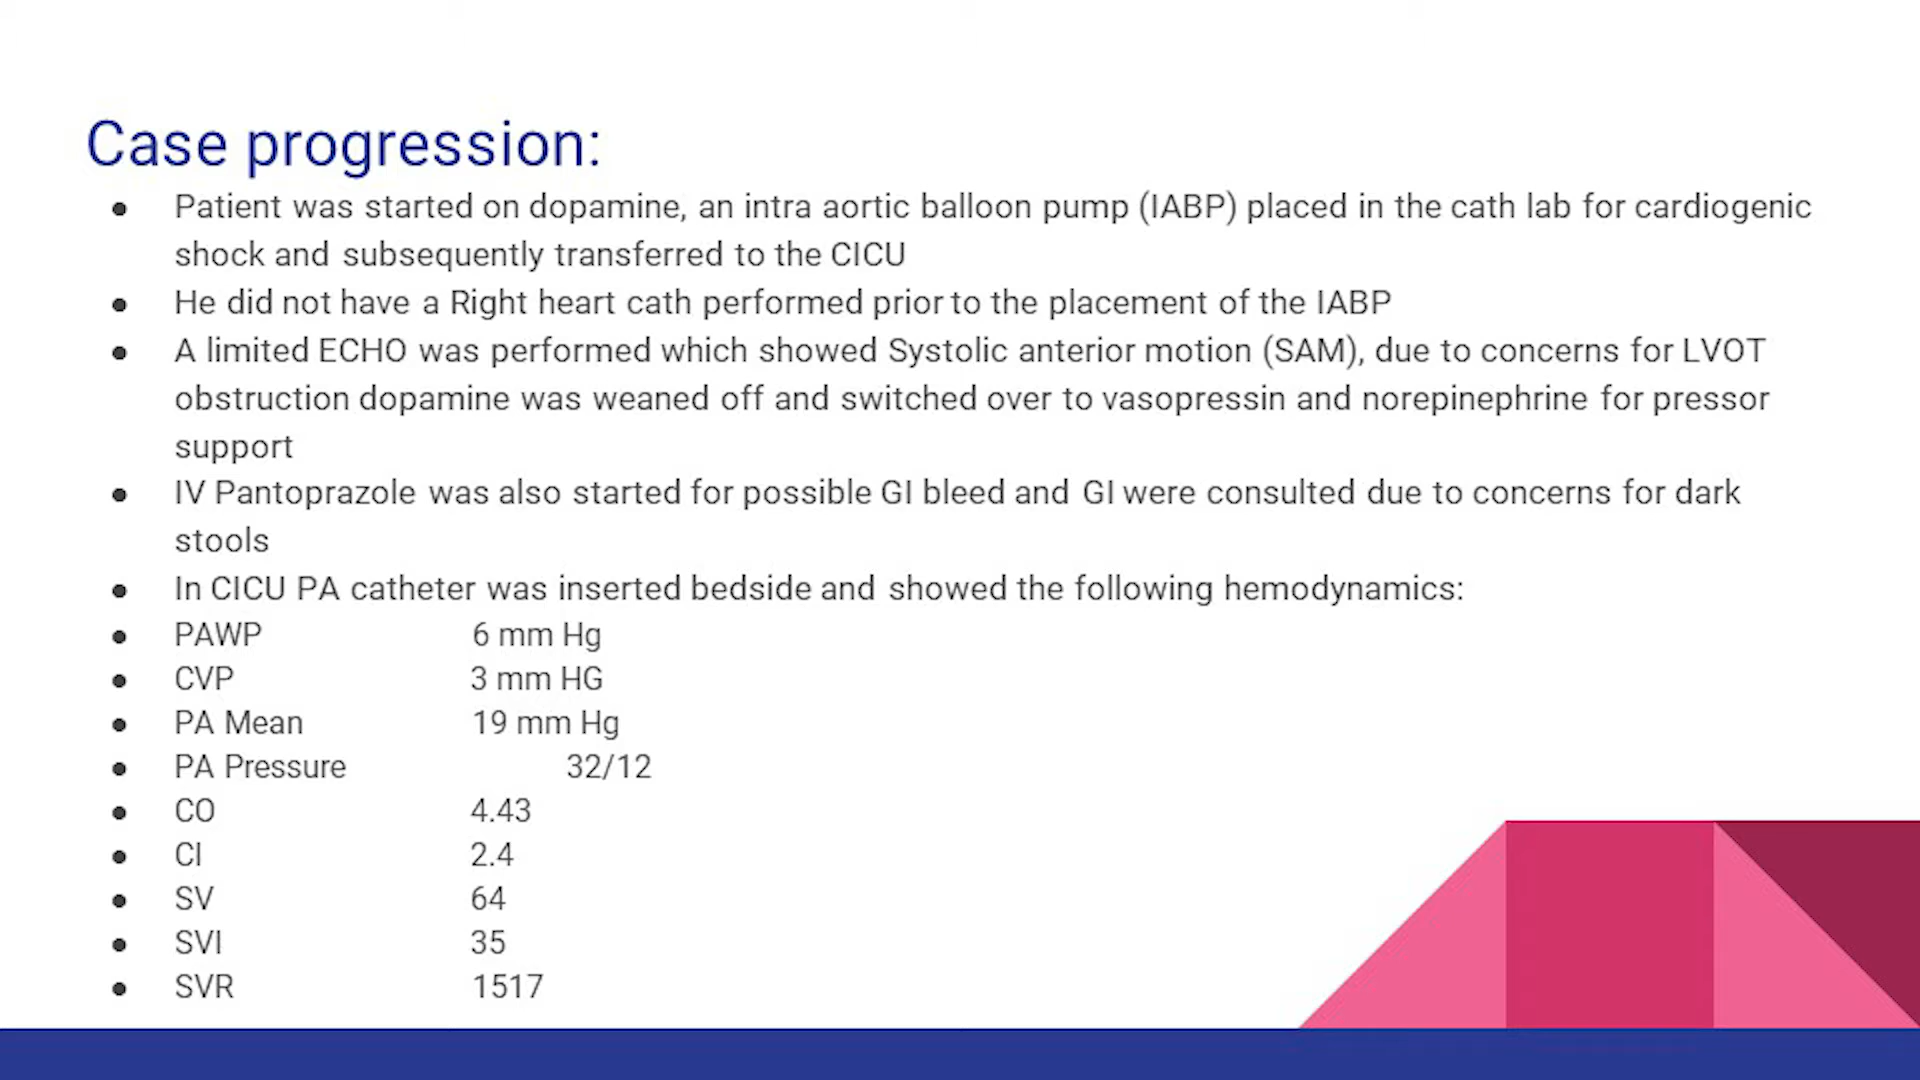 Case progression:
● Patient was started on dopamine, an intra aortic balloon pump (IABP) placed in the cath lab for cardiogenic
shock and subsequently transferred to the CICU
● He did not have a Right heart cath performed prior to the placement of the IABP
● A limited ECHO was performed which showed Systolic anterior motion (SAM), due to concerns for LVOT
obstruction dopamine was weaned off and switched over to vasopressin and norepinephrine for pressor
support
● IV Pantoprazole was also started for possible GI bleed and GI were consulted due to concerns for dark
stools
● In CICU PA catheter was inserted bedside and showed the following hemodynamics:
● PAWP 6 mm Hg
● CVP 3 mm HG
● PA Mean 19 mm Hg
● PA Pressure 32/12
● CO 4.43
● CI 2.4
● SV 64
● SVI 35
● SVR 1517